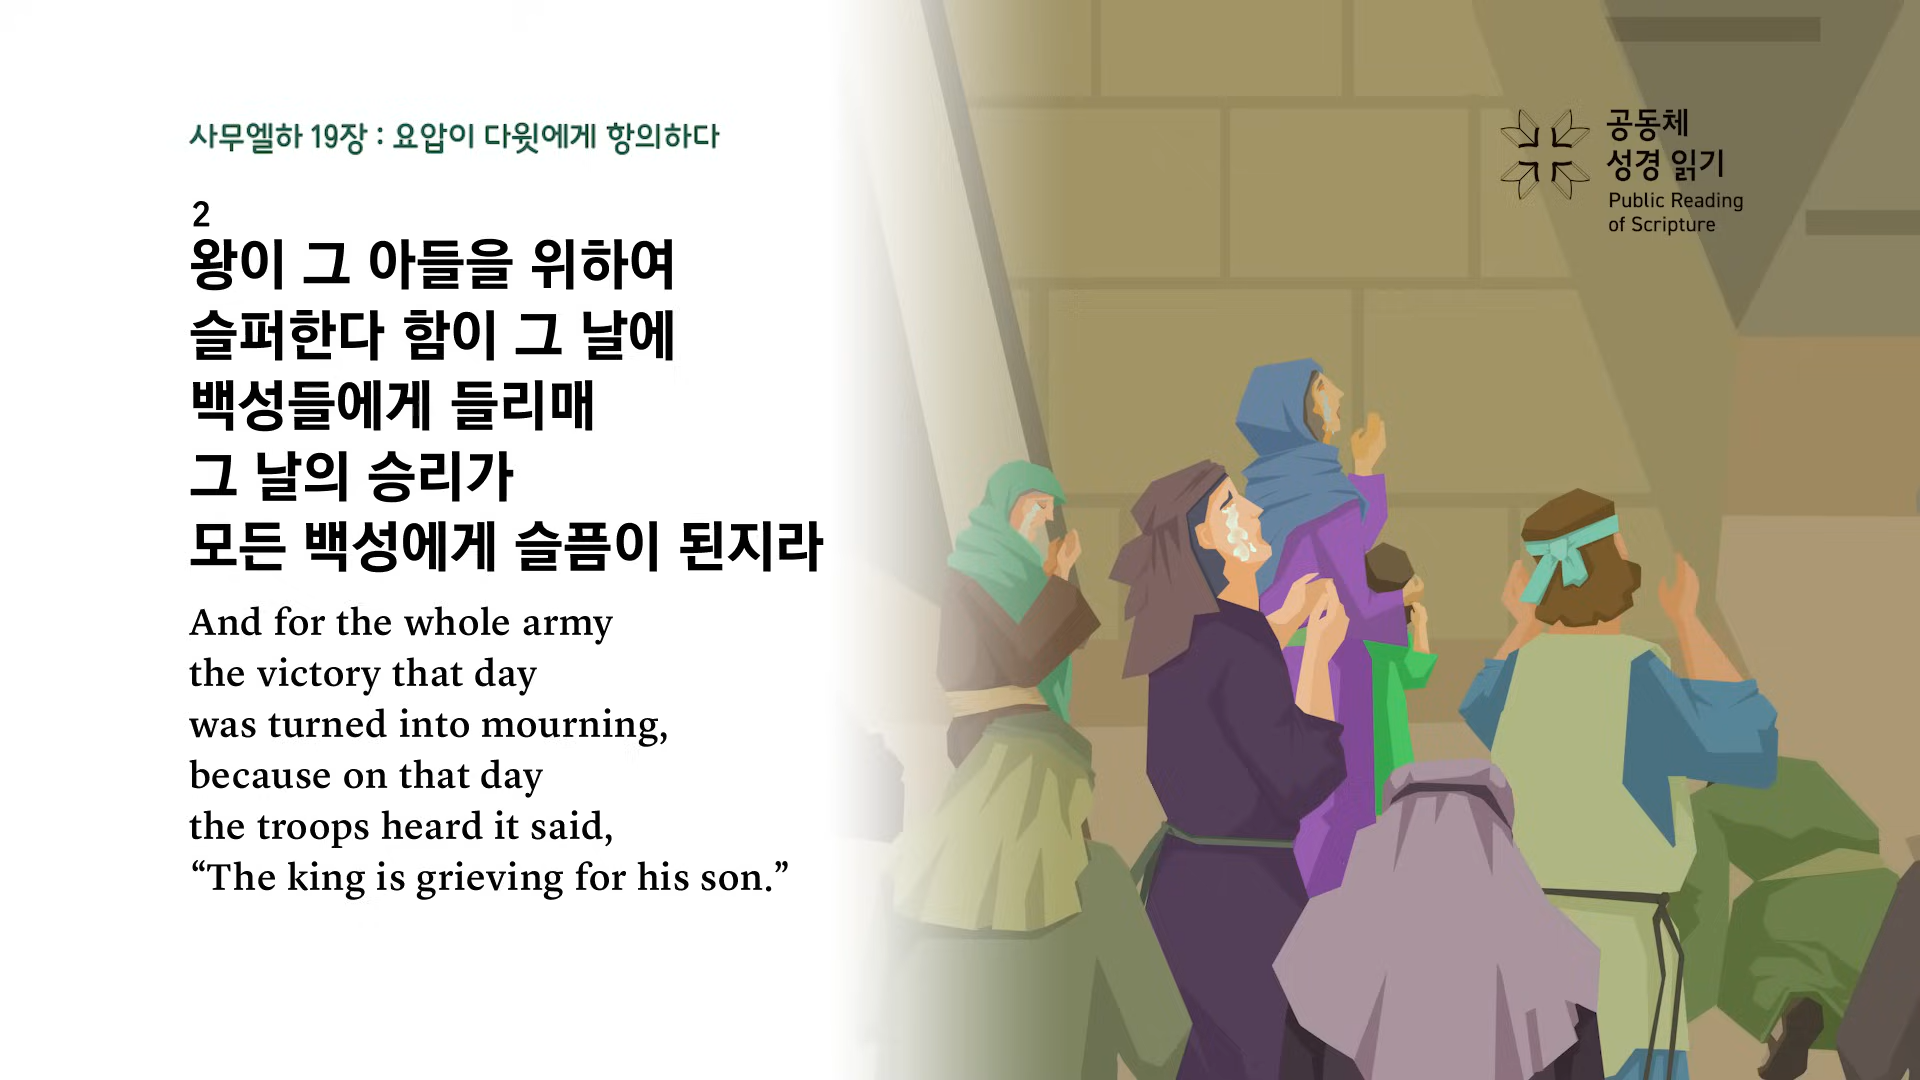 사무엘하 19장 : 요압이 다윗에게 항의하다
2
왕이 그 아들을 위하여
슬퍼한다 함이 그 날에
백성들에게 들리매
그 날의 승리가
모든 백성에게 슬픔이 된지라
And for the whole army
the victory that day
was turned into mourning,
because on that day
the troops heard it said,
“The king is grieving for his son.”
공동체
성경 읽기
Public Reading
of Scripture